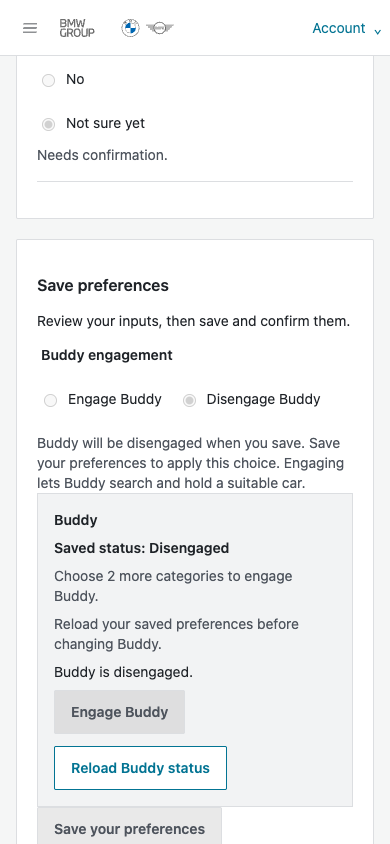 BMW
GROUP
Account
No
Not sure yet
Needs confirmation.
Save preferences
Review your inputs, then save and confirm them.
Buddy engagement
Engage Buddy
Disengage Buddy
Buddy will be disengaged when you save. Save
your preferences to apply this choice. Engaging
lets Buddy search and hold a suitable car.
Buddy
Saved status: Disengaged
Choose 2 more categories to engage
Buddy.
Reload your saved preferences before
changing Buddy.
Buddy is disengaged.
Engage Buddy
Reload Buddy status
Save your preferences